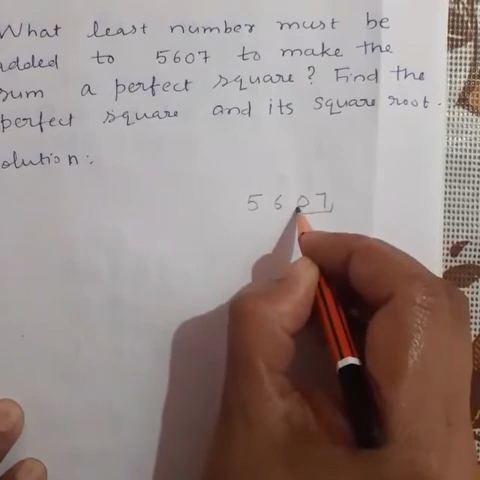 What least number must be
added to 5607 to make the
sum a perfect square? Find the
perfect square and its square root.
olution:
5607